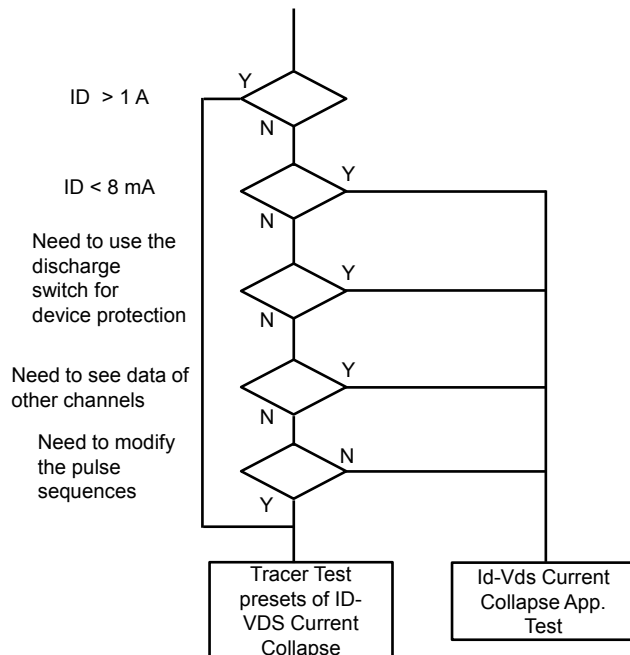 Y
ID > 1 A
N
Y
ID < 8 mA
N
Need to use the
discharge
switch for
device protection
Y
N
Need to see data of
other channels
Y
N
Need to modify
the pulse
sequences
N
Y
Tracer Test
presets of ID-
VDS Current
Collapse
Id-Vds Current
Collapse App.
Test